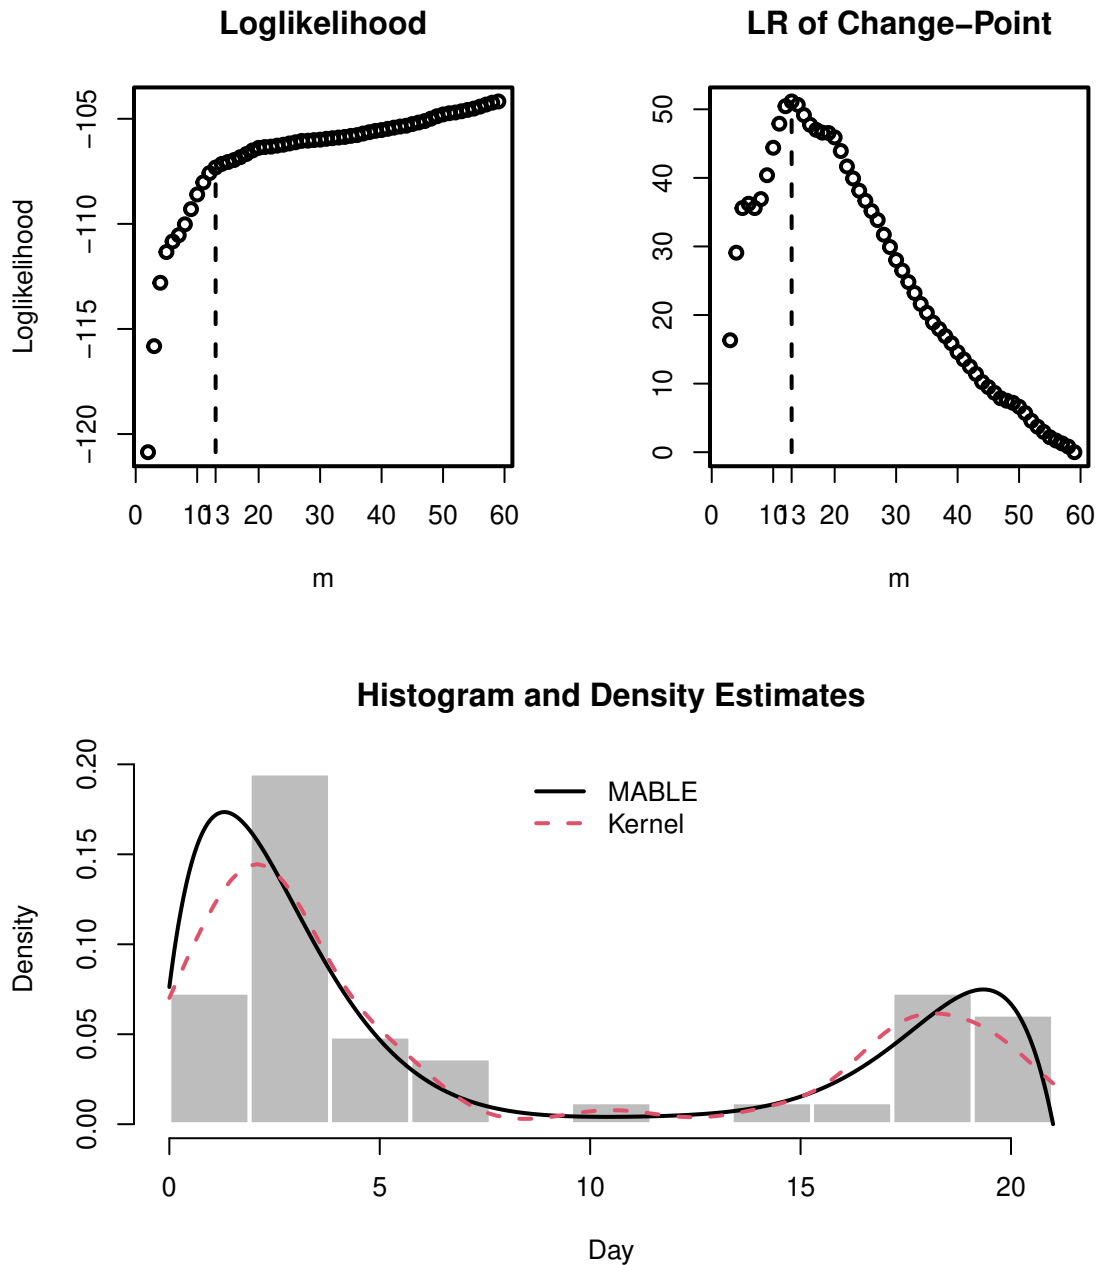 Loglikelihood
LR of Change−Point
Loglikelihood
−105
−110
−115
−120
0 10 13 20 30 40 50 60
m
50
40
30
20
10
0
0 10 13 20 30 40 50 60
m
Histogram and Density Estimates
Density
0.20
0.15
0.10
0.05
0.00
MABLE
Kernel
0 5 10 15 20
Day